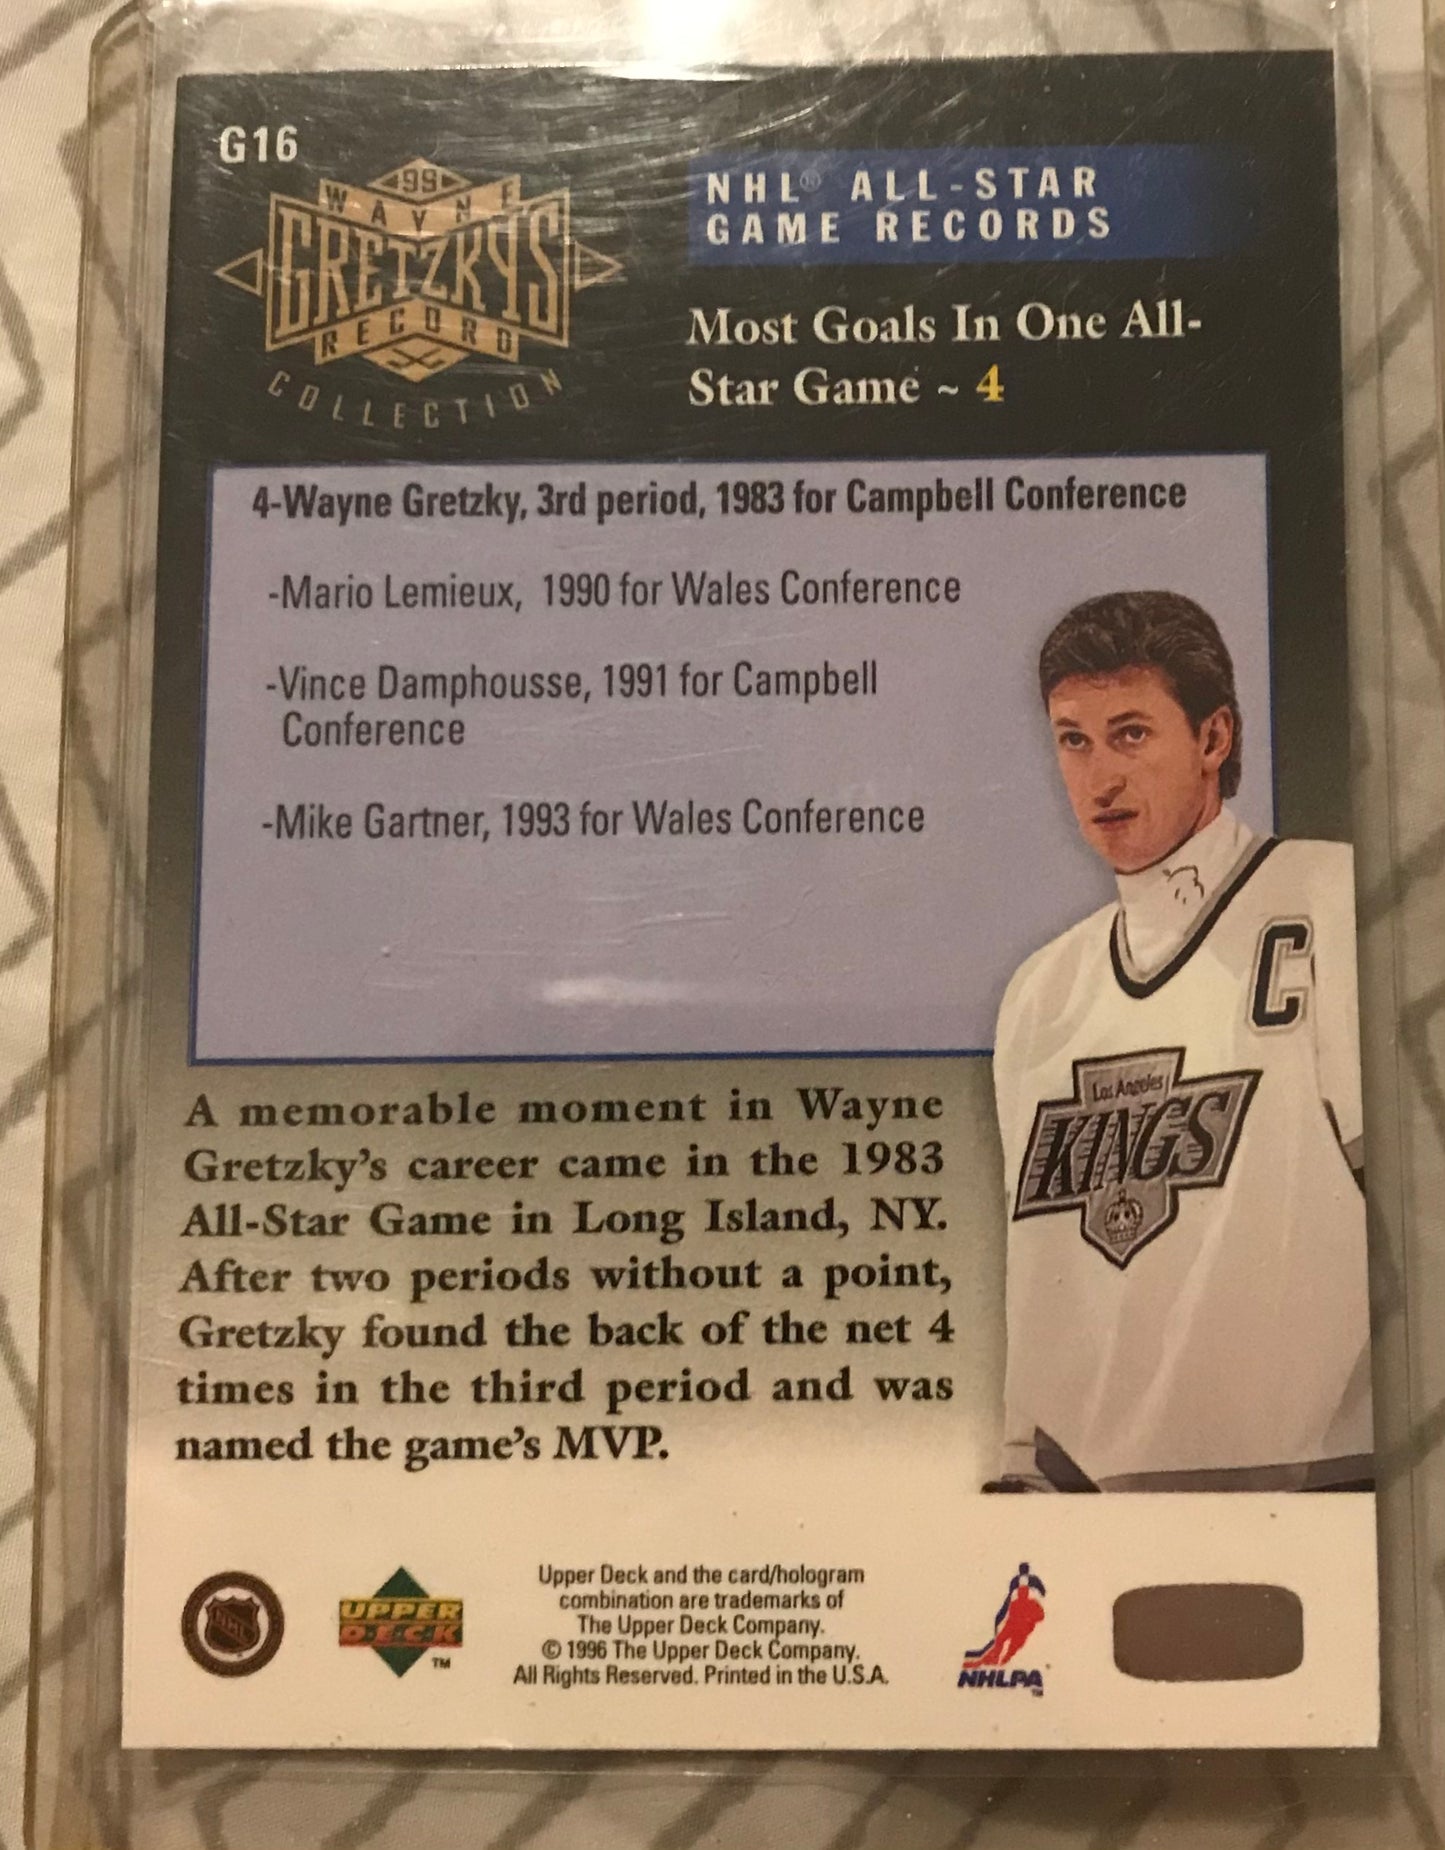 G16
99
WAYNE
GRETZKYS
RECORD
COLLECTION
NHL® ALL-STAR
GAME RECORDS
Most Goals In One All-
Star Game ~ 4
4-Wayne Gretzky, 3rd period, 1983 for Campbell Conference
-Mario Lemieux, 1990 for Wales Conference
-Vince Damphousse, 1991 for Campbell
Conference
-Mike Gartner, 1993 for Wales Conference
A memorable moment in Wayne
Gretzky's career came in the 1983
All-Star Game in Long Island, NY.
After two periods without a point,
Gretzky found the back of the net 4
times in the third period and was
named the game's MVP.
C
Los Angeles
KINGS
NHL
UPPER
DECK
TM
Upper Deck and the card/hologram
combination are trademarks of
The Upper Deck Company.
© 1996 The Upper Deck Company.
All Rights Reserved. Printed in the U.S.A.
NHLPA
TM